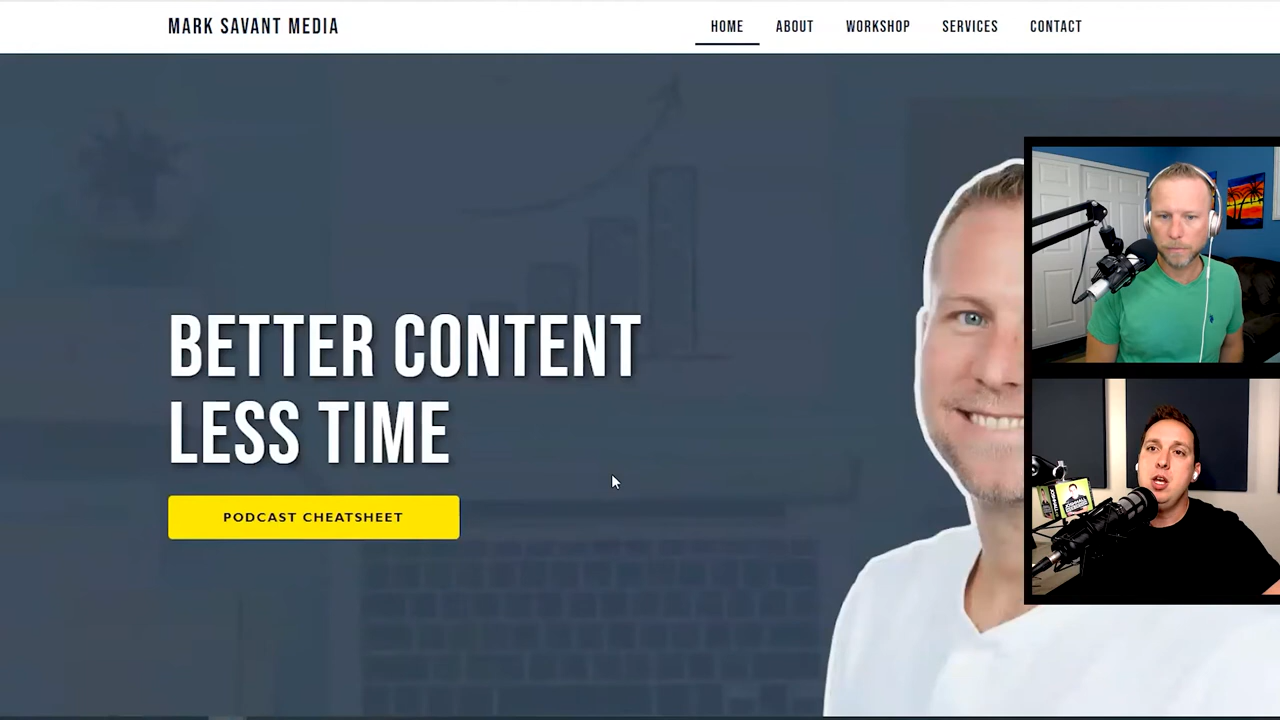 MARK SAVANT MEDIA
HOME ABOUT WORKSHOP SERVICES CONTACT
BETTER CONTENT
LESS TIME
PODCAST CHEATSHEET